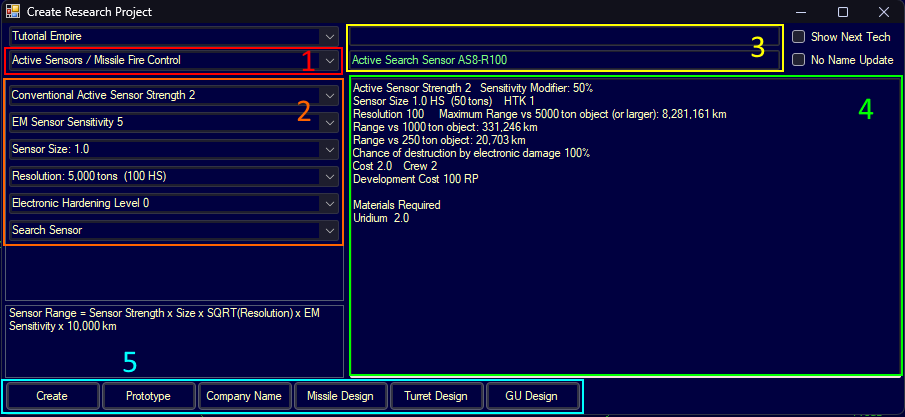 Create Research Project
Tutorial Empire
Show Next Tech
3
Active Sensors / Missile Fire Control
1
Active Search Sensor AS8-R100
No Name Update
2
Conventional Active Sensor Strength 2
EM Sensor Sensitivity 5
Sensor Size: 1.0
Resolution: 5,000 tons (100 HS)
Electronic Hardening Level 0
Search Sensor
Sensor Range = Sensor Strength x Size x SQRT(Resolution) x EM
Sensitivity x 10,000 km
4
Active Sensor Strength 2 Sensitivity Modifier: 50%
Sensor Size 1.0 HS (50 tons) HTK 1
Resolution 100 Maximum Range vs 5000 ton object (or larger): 8,281,161 km
Range vs 1000 ton object: 331,246 km
Range vs 250 ton object: 20,703 km
Chance of destruction by electronic damage 100%
Cost 2.0 Crew 2
Development Cost 100 RP
Materials Required
Uridium 2.0
5
Create
Prototype
Company Name
Missile Design
Turret Design
GU Design